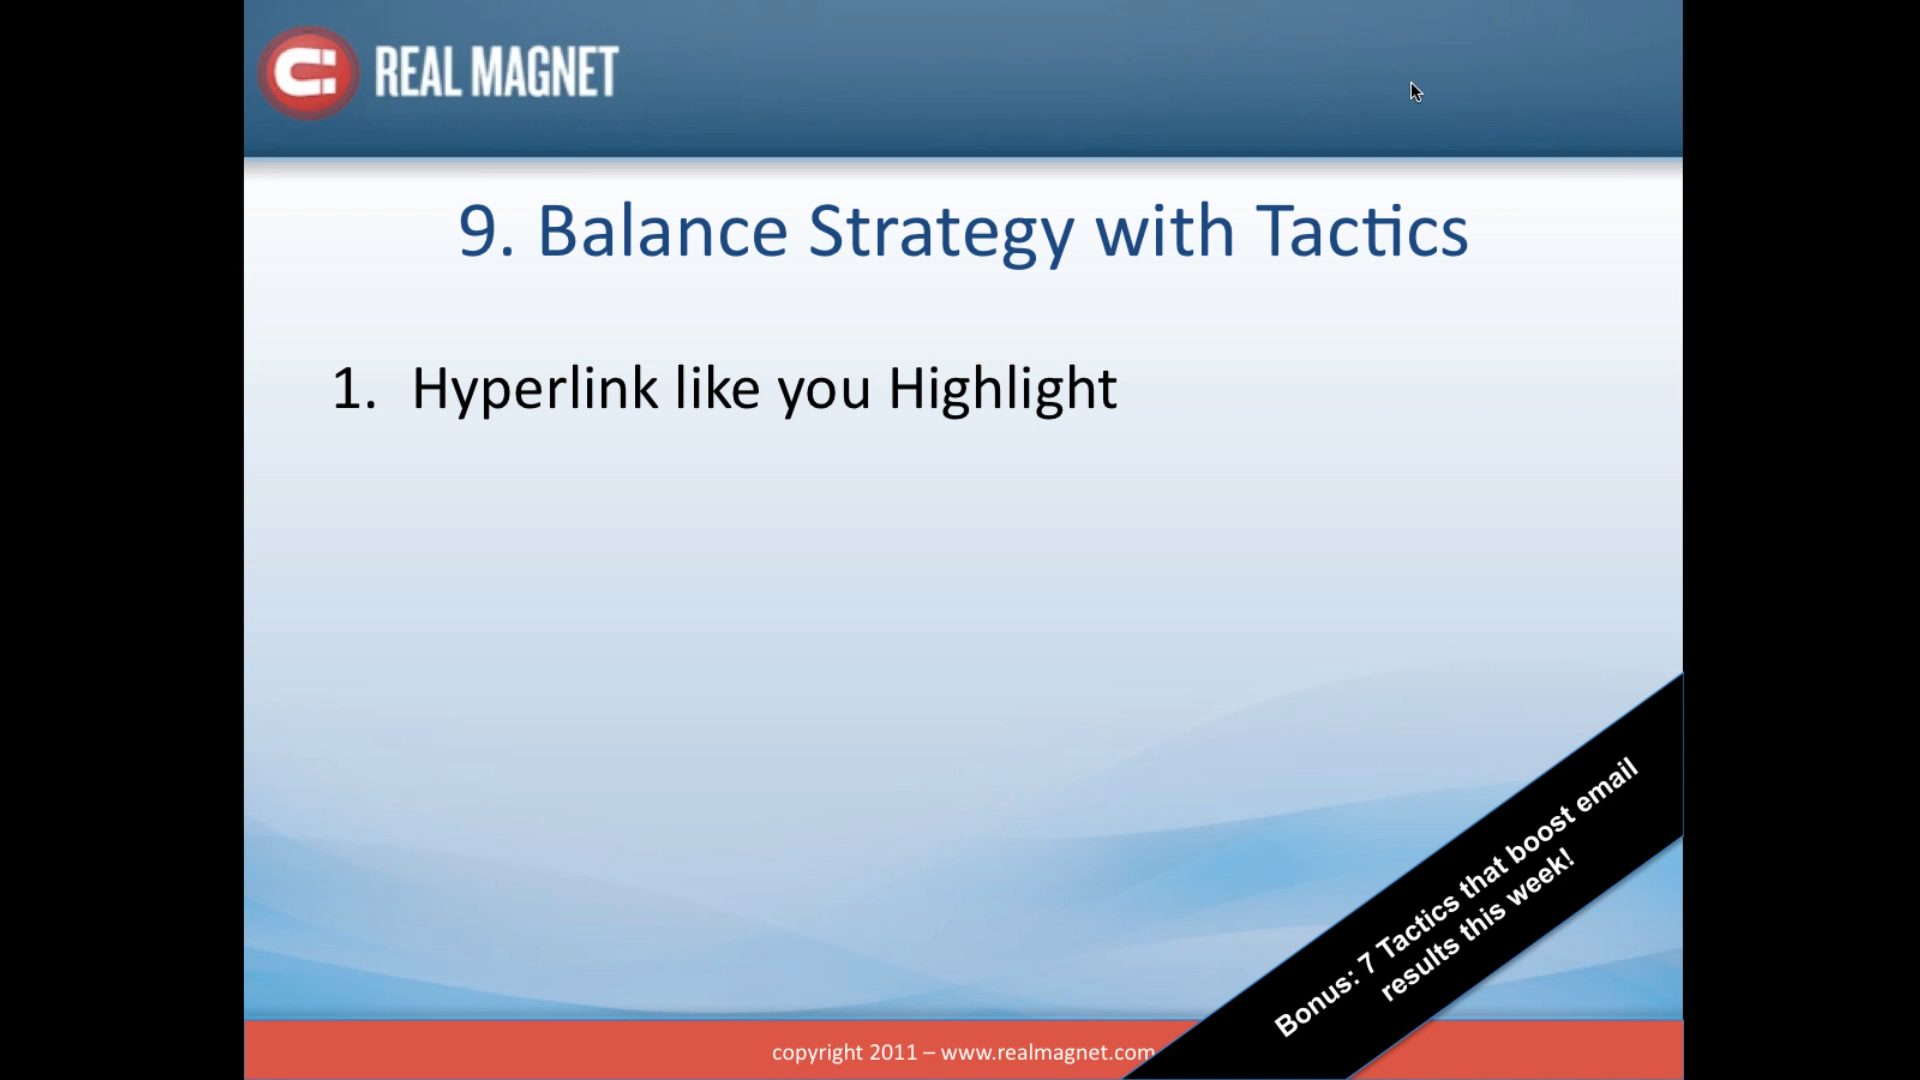 REAL MAGNET
9. Balance Strategy with Tactics
1. Hyperlink like you Highlight
Bonus: 7 Tactics that boost email
results this week!
copyright 2011 – www.realmagnet.com